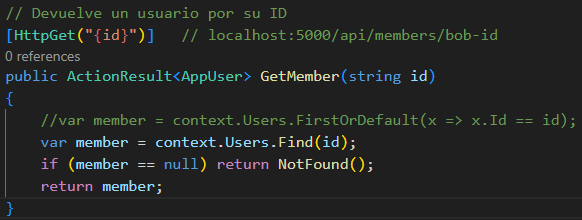 // Devuelve un usuario por su ID
[HttpGet("{id}")]   // localhost:5000/api/members/bob-id
0 references
public ActionResult<AppUser> GetMember(string id)
{
    //var member = context.Users.FirstOrDefault(x => x.Id == id);
    var member = context.Users.Find(id);
    if (member == null) return NotFound();
    return member;
}